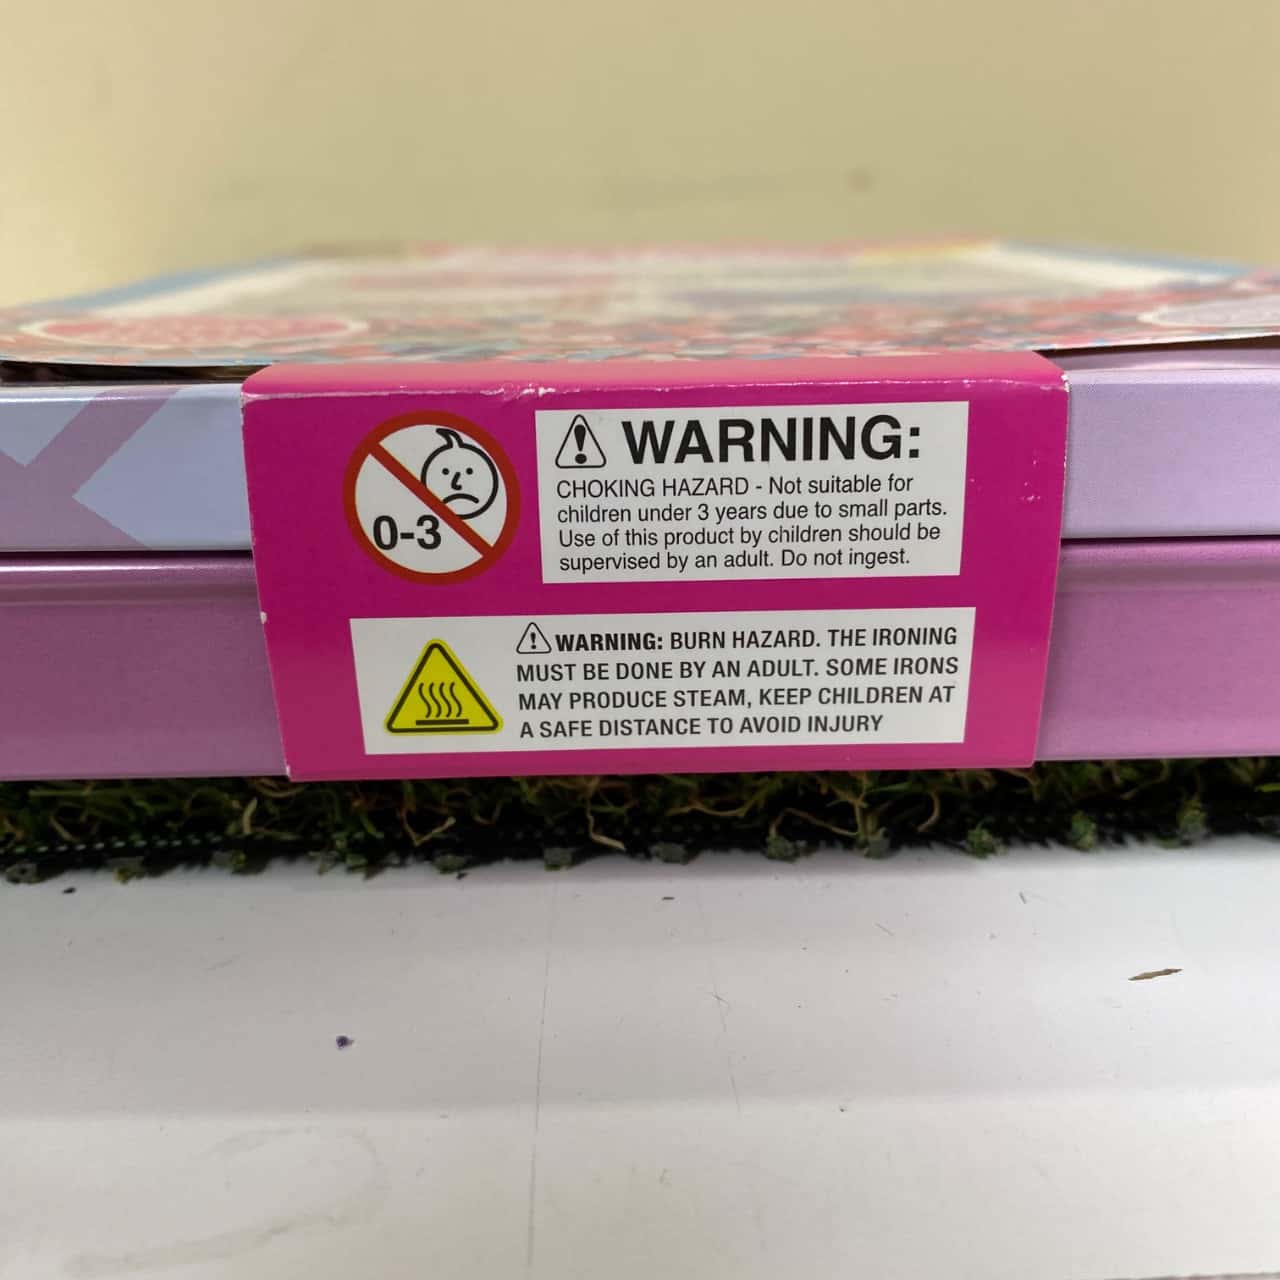 0-3
WARNING:
CHOKING HAZARD - Not suitable for
children under 3 years due to small parts.
Use of this product by children should be
supervised by an adult. Do not ingest.
WARNING: BURN HAZARD. THE IRONING
MUST BE DONE BY AN ADULT. SOME IRONS
MAY PRODUCE STEAM, KEEP CHILDREN AT
A SAFE DISTANCE TO AVOID INJURY